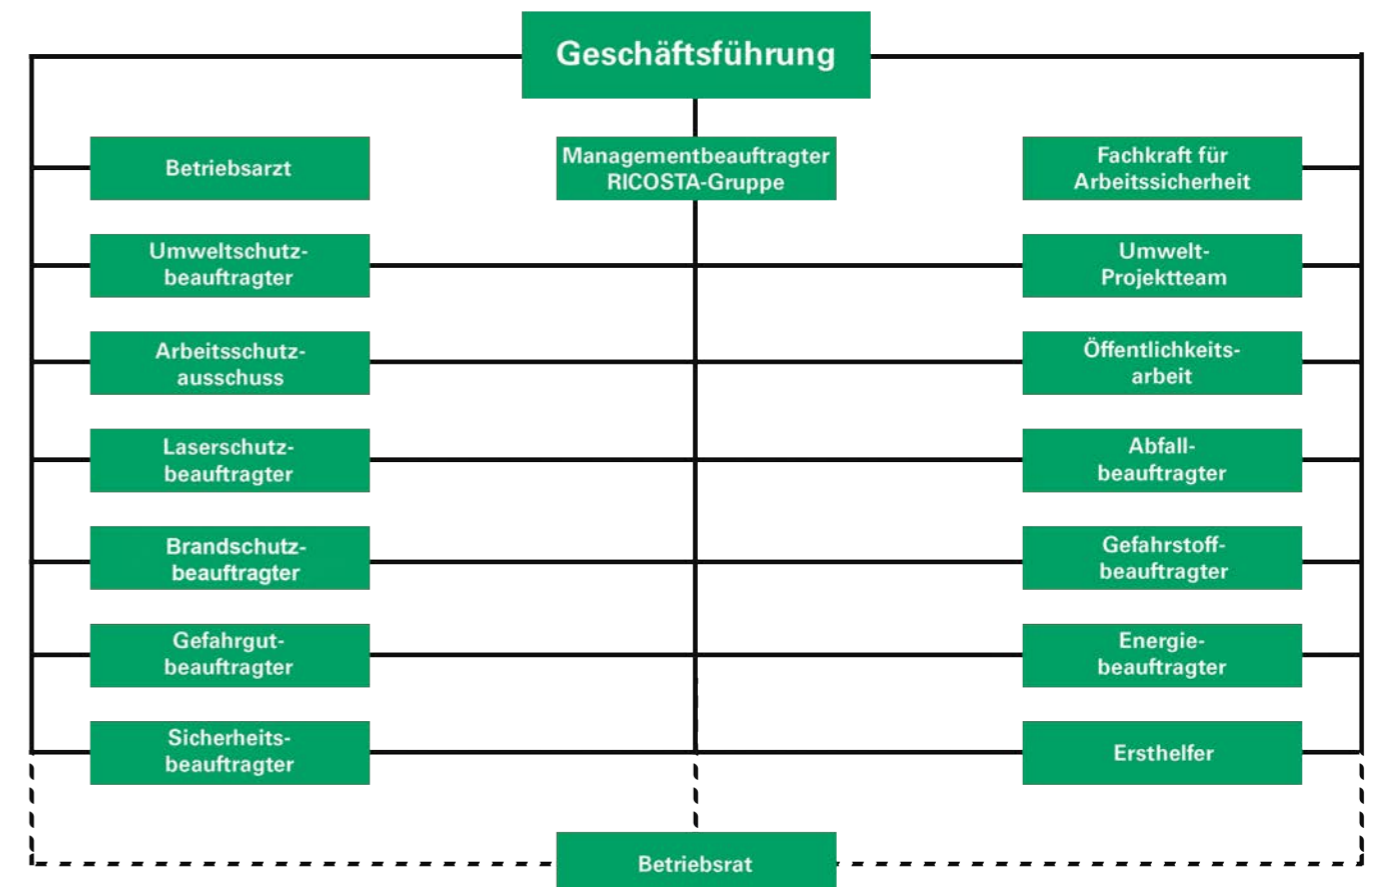 Geschäftsführung
Betriebsarzt
Managementbeauftragter
RICOSTA-Gruppe
Fachkraft für
Arbeitssicherheit
Umweltschutz-
beauftragter
Umwelt-
Projektteam
Arbeitsschutz-
ausschuss
Öffentlichkeits-
arbeit
Laserschutz-
beauftragter
Abfall-
beauftragter
Brandschutz-
beauftragter
Gefahrstoff-
beauftragter
Gefahrgut-
beauftragter
Energie-
beauftragter
Sicherheits-
beauftragter
Ersthelfer
Betriebsrat